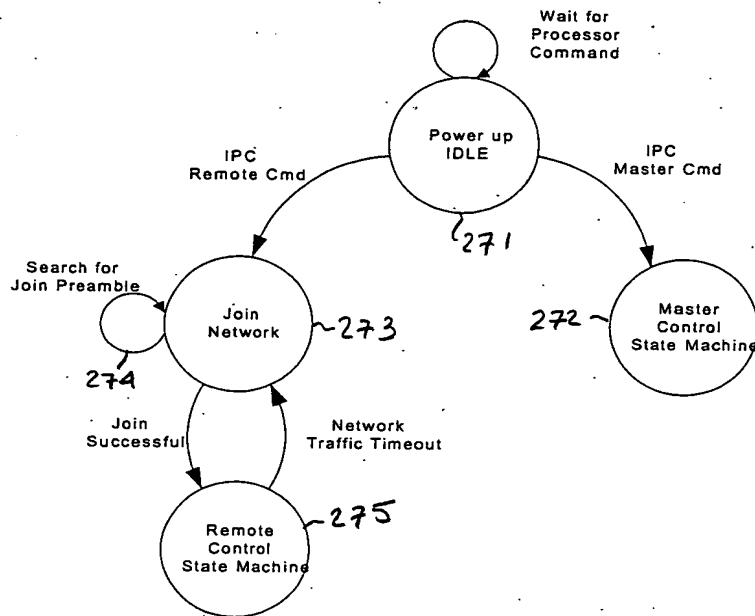 Wait for
Processor
Command
Power up
IDLE
IPC
Remote Cmd
IPC
Master Cmd
271
Search for
Join Preamble
Join
Network
273
272
Master
Control
State Machine
274
Join
Successful
Network
Traffic Timeout
275
Remote
Control
State Machine